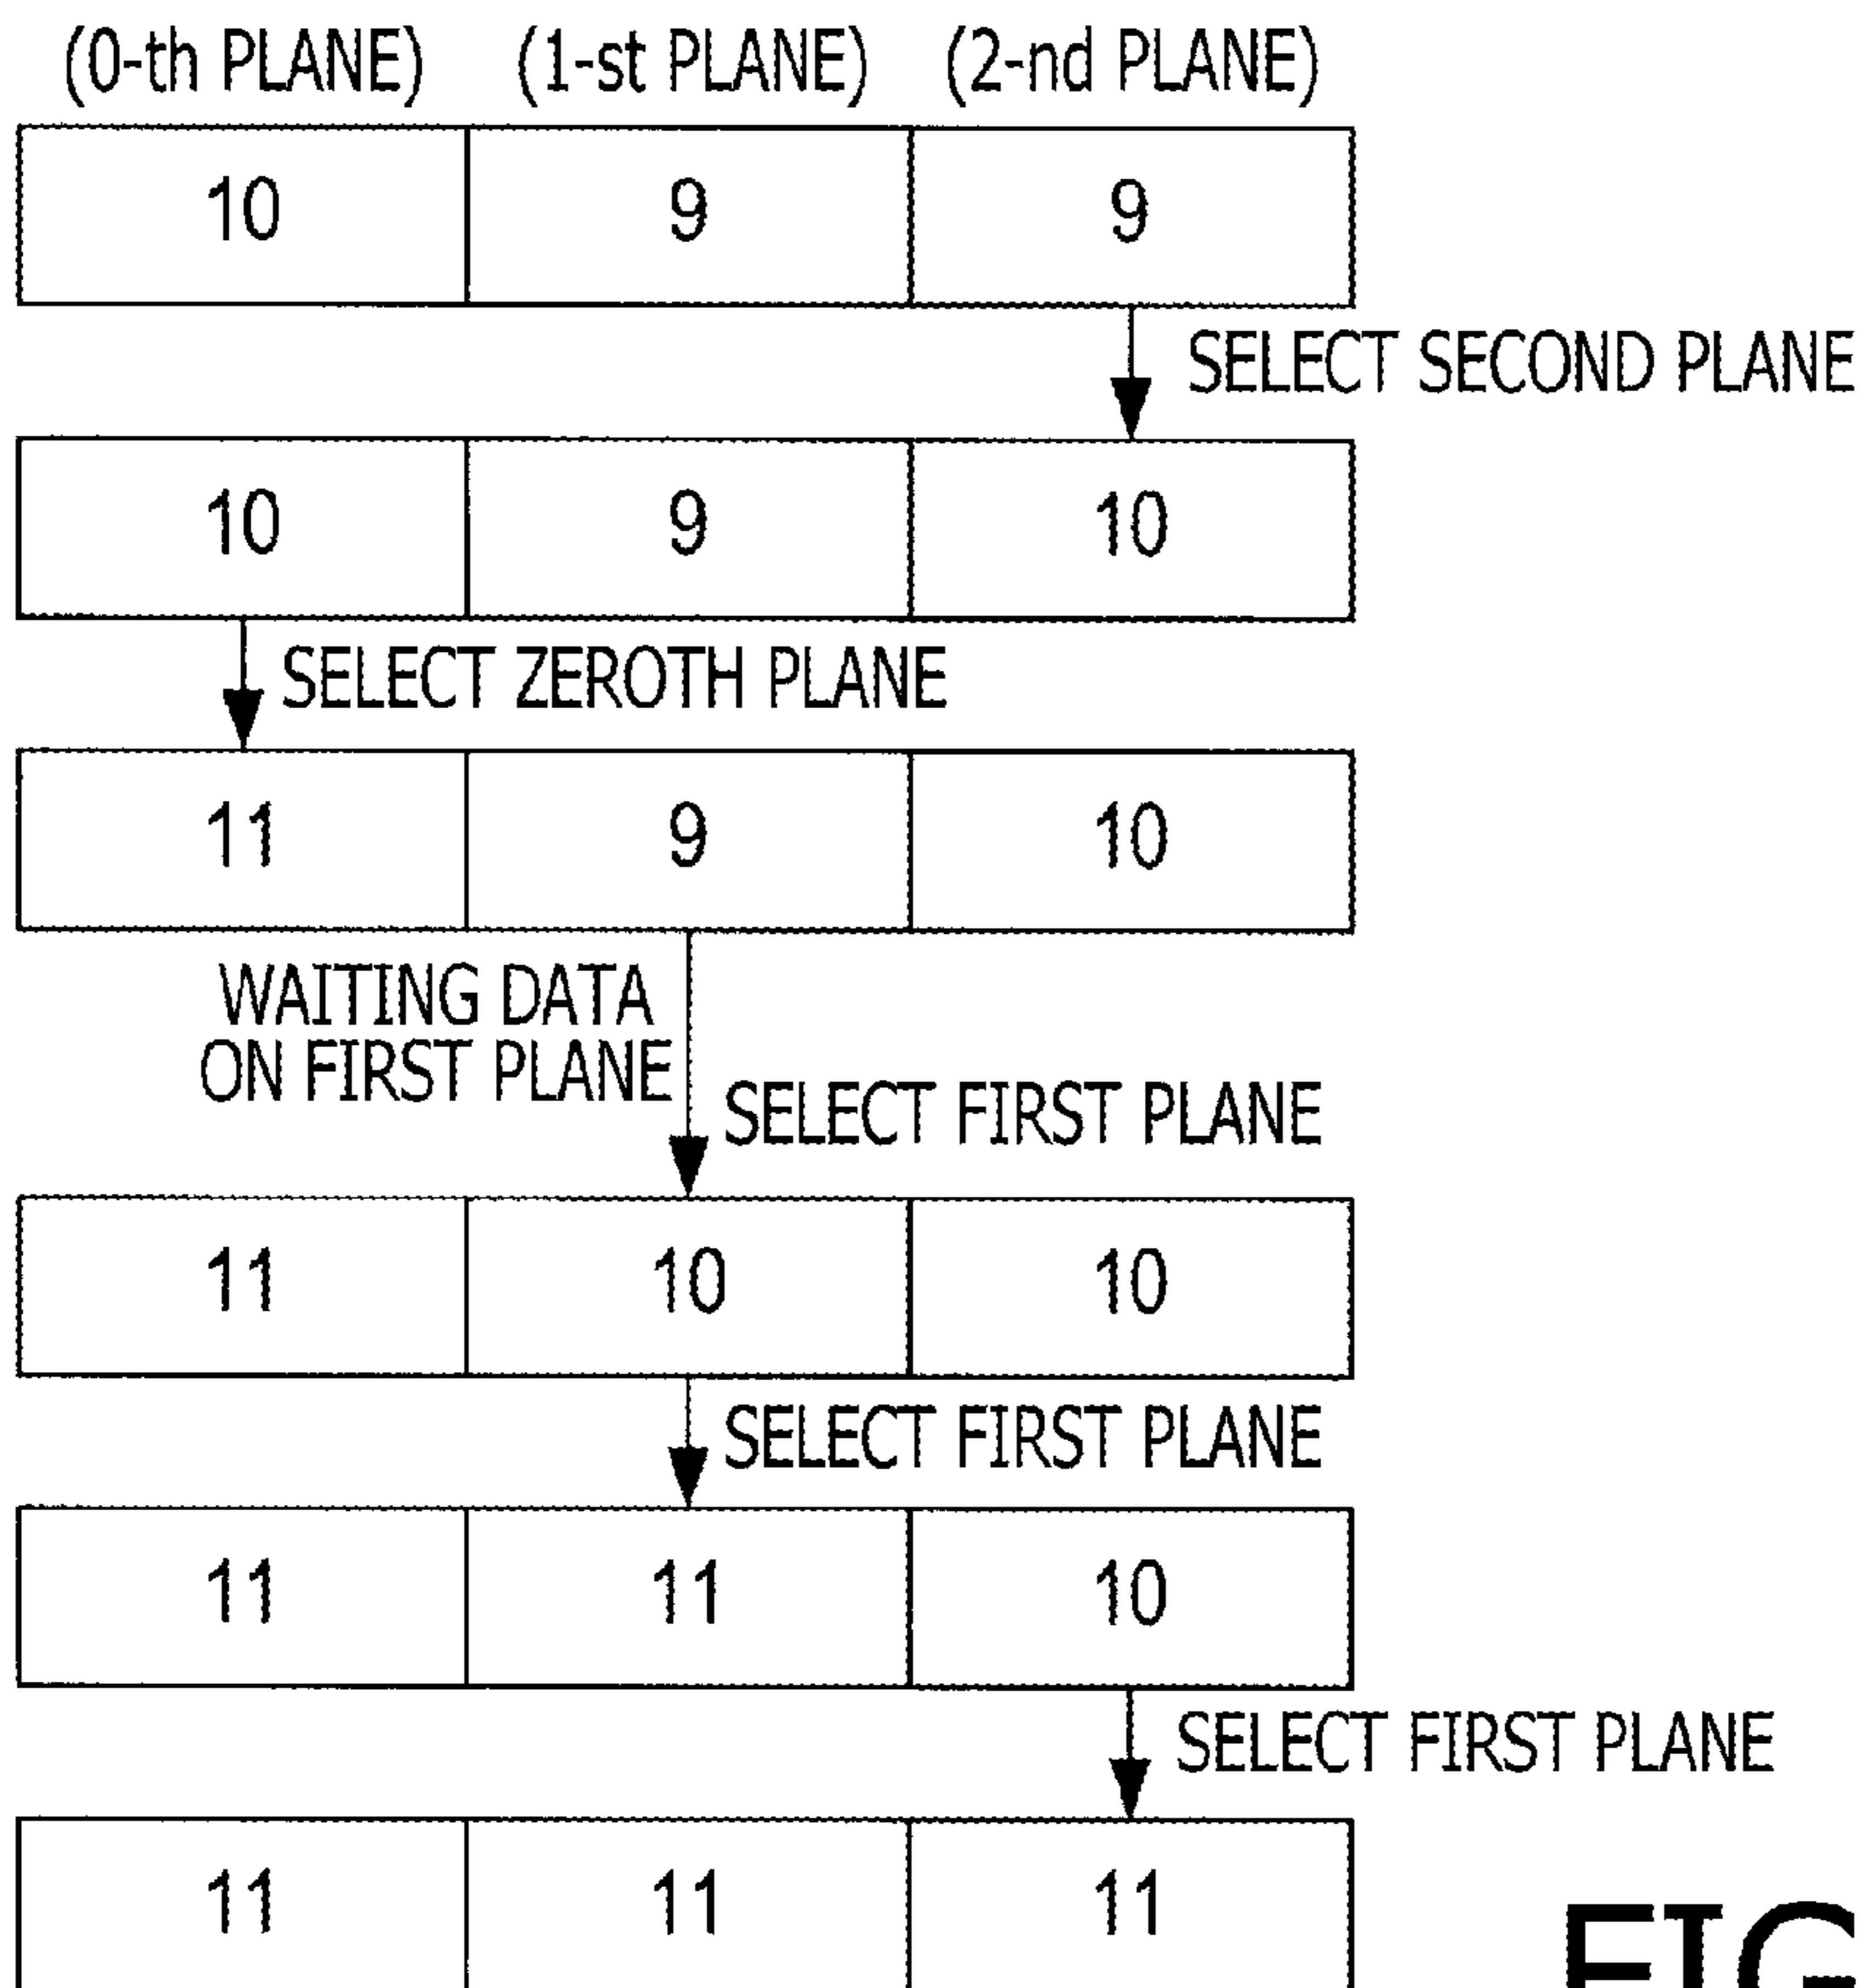 (0-th PLANE) (1-st PLANE) (2-nd PLANE)
10 9 9
SELECT SECOND PLANE
10 9 10
SELECT ZEROTH PLANE
11 9 10
WAITING DATA
ON FIRST PLANE
SELECT FIRST PLANE
11 10 10
SELECT FIRST PLANE
11 11 10
SELECT FIRST PLANE
11 11 11
FIG